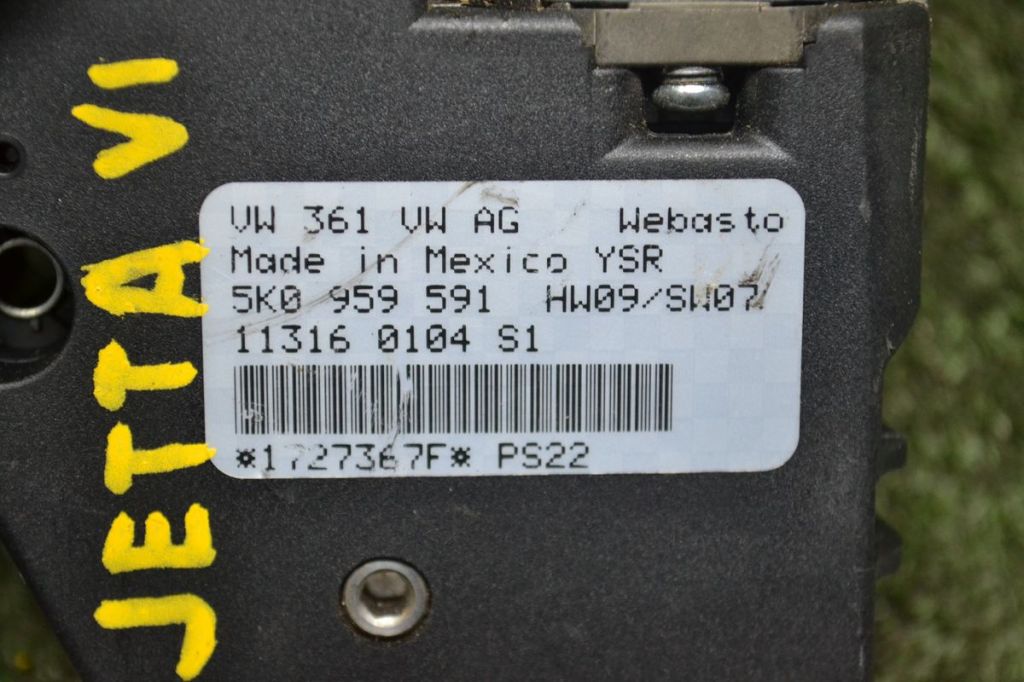 JETTA VI
VW 361 VW AG Webasto
Made in Mexico YSR
5K0 959 591 HW09/SW07
11316 0104 S1
*1727367F* PS22